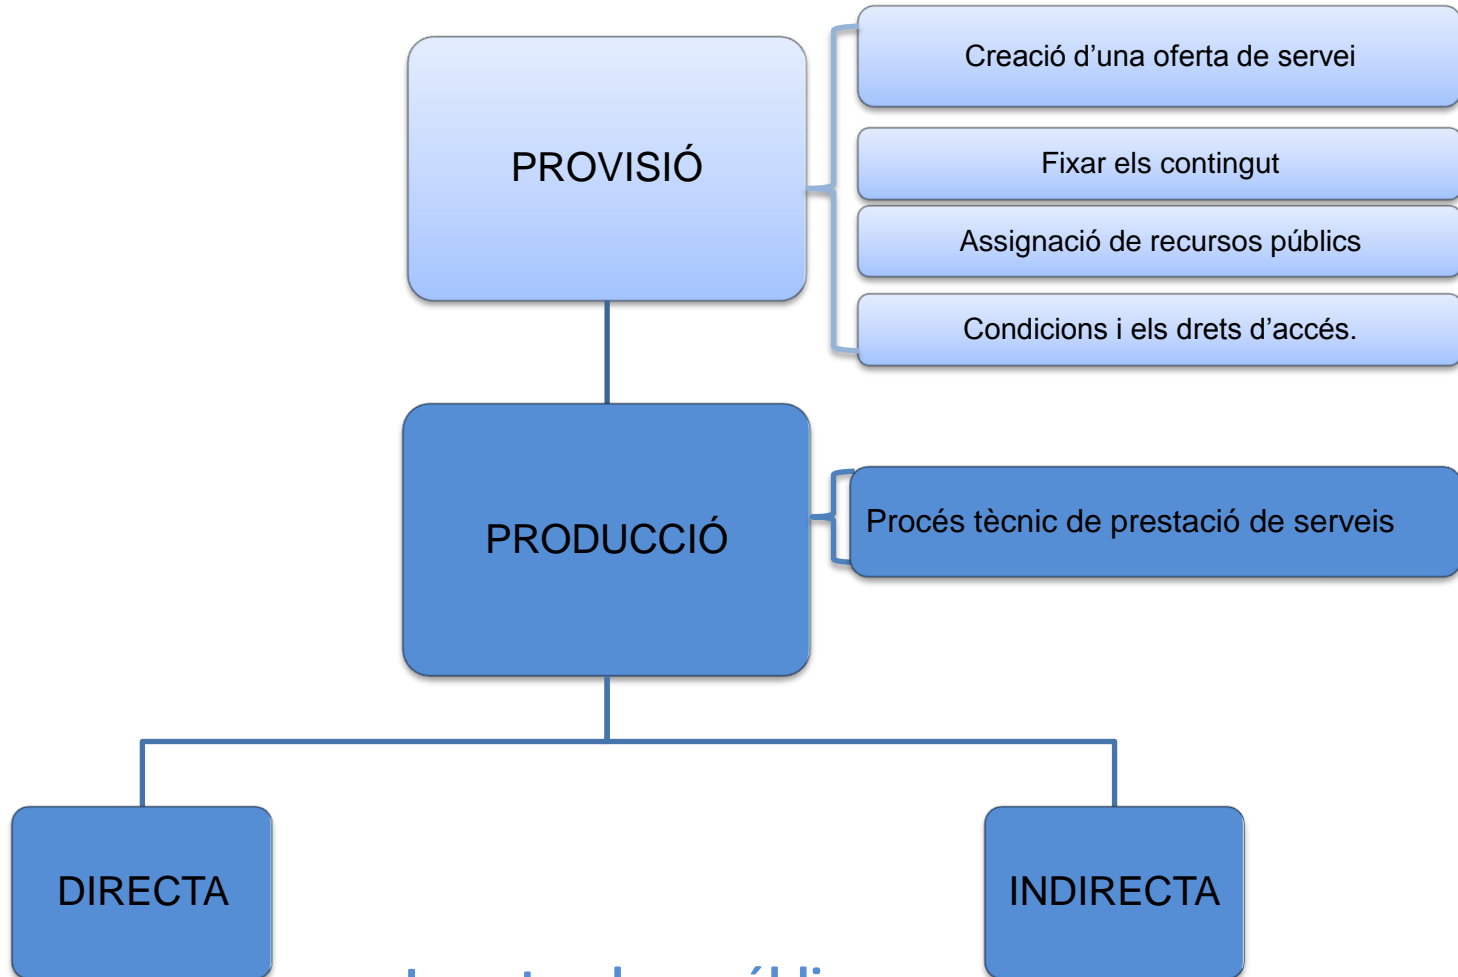 Creació d’una oferta de servei
PROVISIÓ
Fixar els contingut
Assignació de recursos públics
Condicions i els drets d’accés.
PRODUCCIÓ
Procés tècnic de prestació de serveis
DIRECTA
INDIRECTA